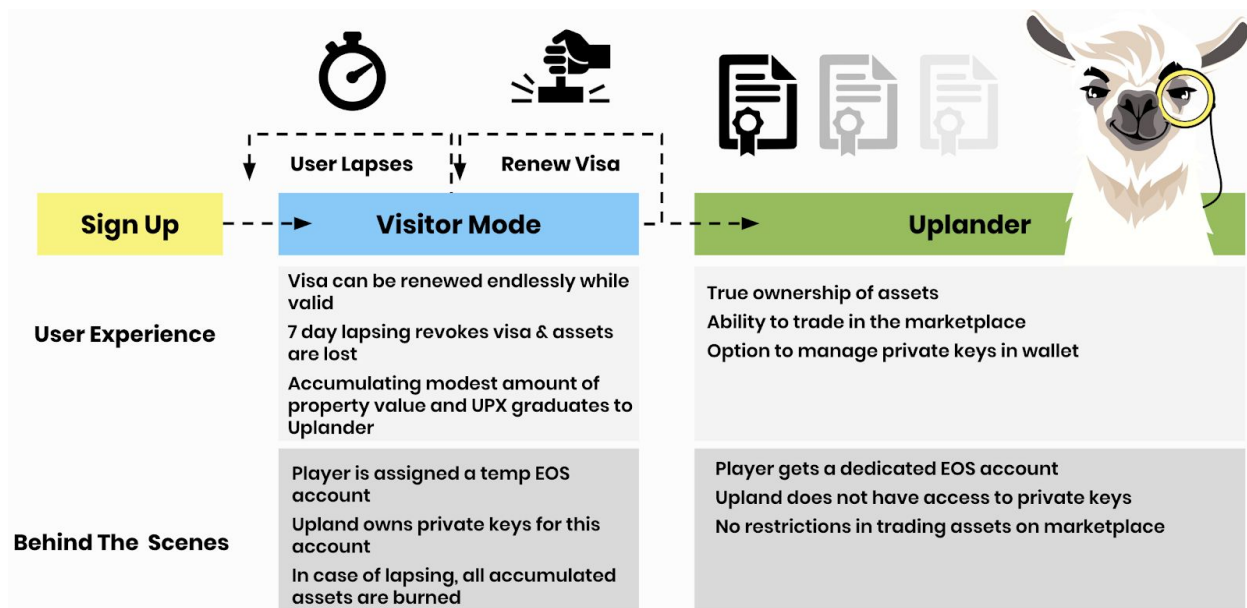 User Lapses
Renew Visa
Sign Up
Visitor Mode
Uplander
User Experience
Visa can be renewed endlessly while
valid
7 day lapsing revokes visa & assets
are lost
Accumulating modest amount of
property value and UPX graduates to
Uplander
True ownership of assets
Ability to trade in the marketplace
Option to manage private keys in wallet
Behind The Scenes
Player is assigned a temp EOS
account
Upland owns private keys for this
account
In case of lapsing, all accumulated
assets are burned
Player gets a dedicated EOS account
Upland does not have access to private keys
No restrictions in trading assets on marketplace